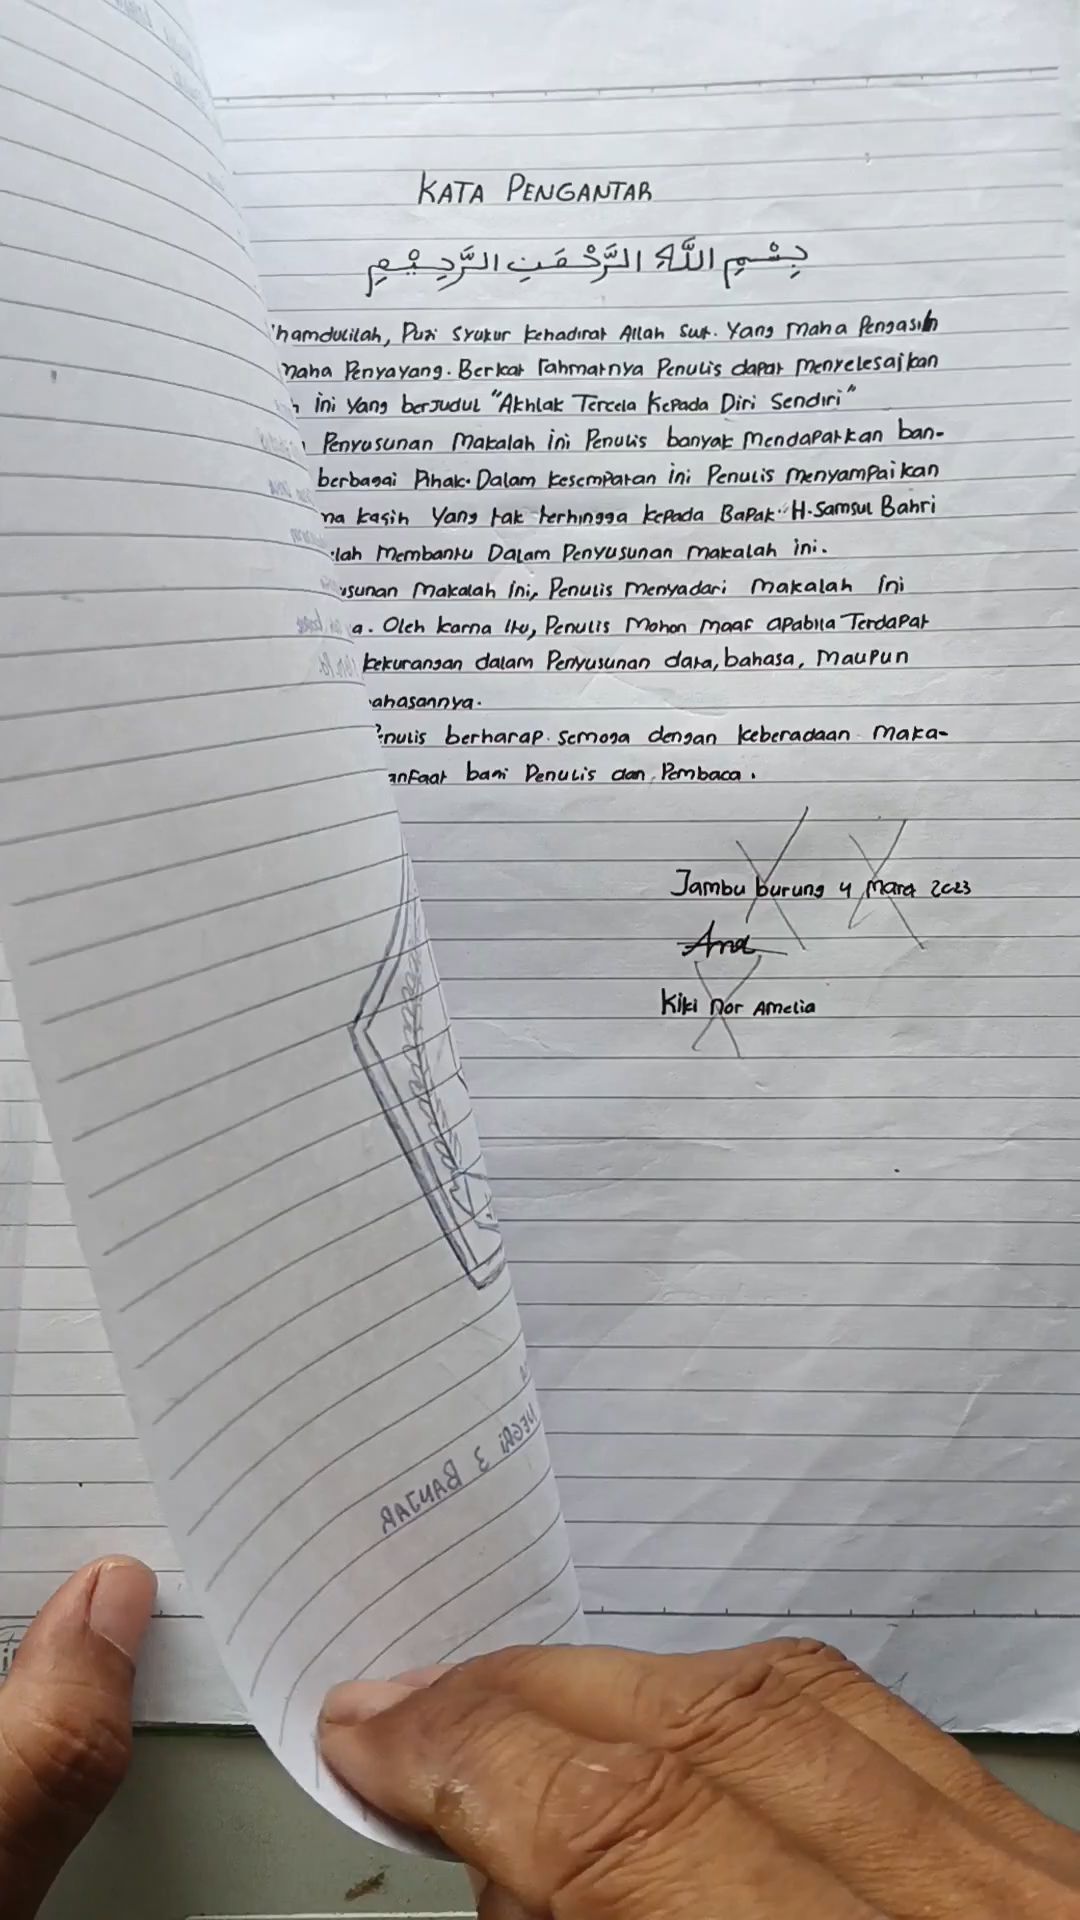 KATA PENGANTAR
بِسْمِ اللَّهِ الرَّحْمَنِ الرَّحِيْمِ
hamdulilah, Puji syukur kehadirat Allah swt. Yang Maha Pengasih
maha Penyayang. Berkat rahmatnya Penulis dapat menyelesaikan
ini yang berjudul "Akhlak Tercela Kepada Diri Sendiri"
Penyusunan Makalah ini Penulis banyak Mendapatkan ban-
berbagai Pihak. Dalam kesempatan ini Penulis Menyampaikan
ma kasih yang tak terhingga kepada Bapak H. Samsul Bahri
lah Membantu Dalam Penyusunan makalah ini.
usunan Makalah ini, Penulis Menyadari Makalah ini
a. Oleh karna itu, Penulis Mohon maaf apabila Terdapat
kekurangan dalam Penyusunan data, bahasa, Maupun
ahasannya.
Penulis berharap semoga dengan keberadaan Maka-
anfaat bagi Penulis dan Pembaca.
Jambu burung 4 Maret 2023
Kiki Nor Amelia
NEGRI 3 BANJAR